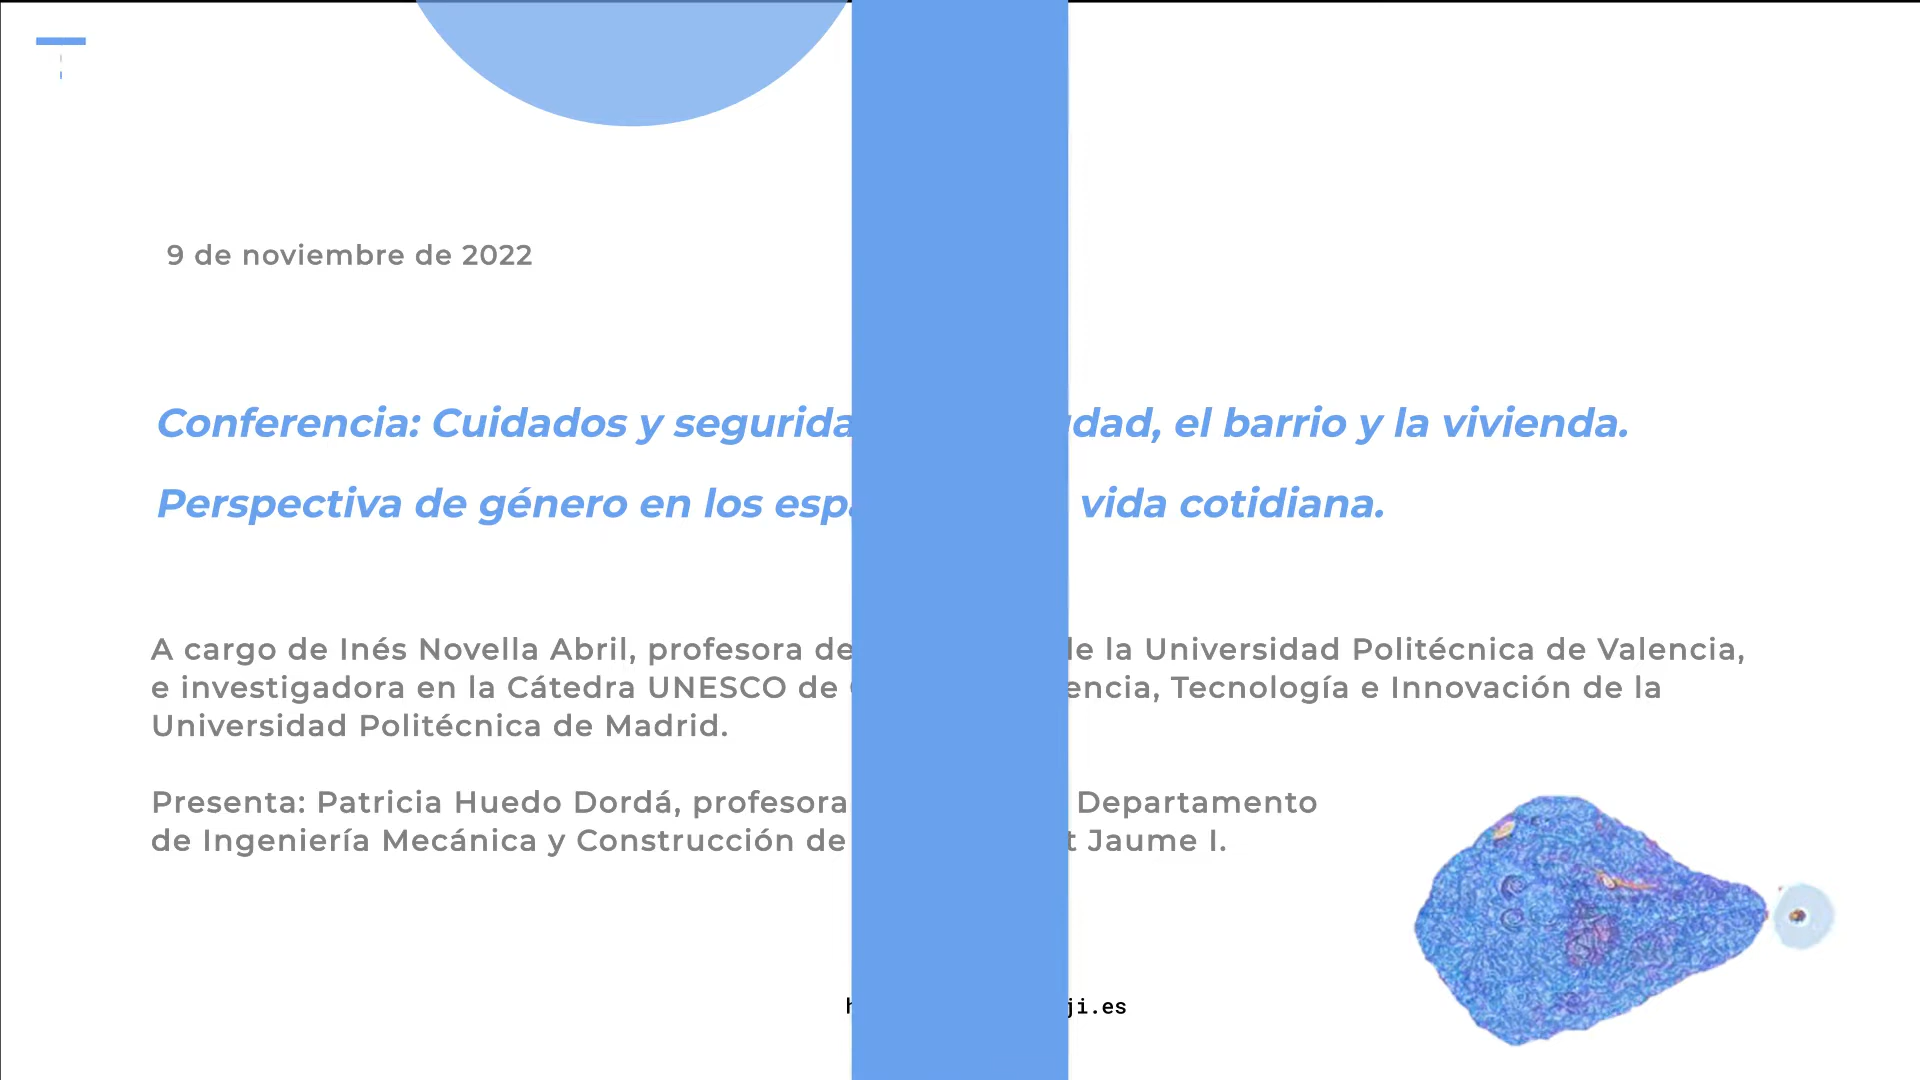 9 de noviembre de 2022
Conferencia: Cuidados y segurida dad, el barrio y la vivienda.
Perspectiva de género en los esp vida cotidiana.
A cargo de Inés Novella Abril, profesora de de la Universidad Politécnica de Valencia,
e investigadora en la Cátedra UNESCO de encia, Tecnología e Innovación de la
Universidad Politécnica de Madrid.
Presenta: Patricia Huedo Dordá, profesora Departamento
de Ingeniería Mecánica y Construcción de t Jaume I.
ji.es